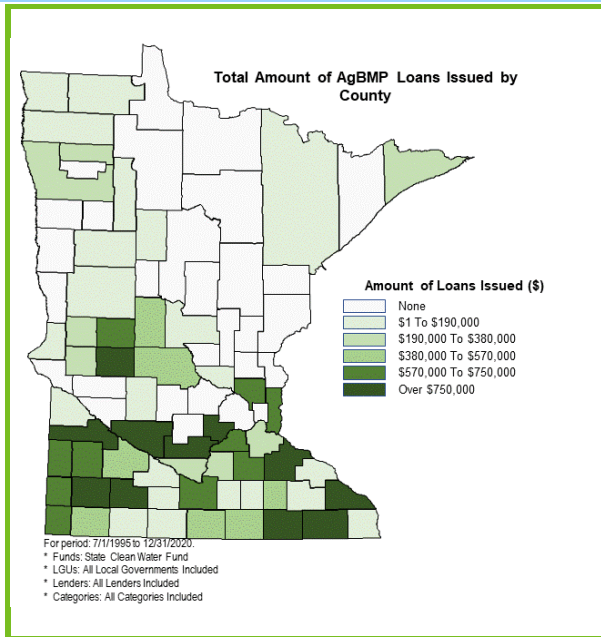 Total Amount of AgBMP Loans Issued by
County
Amount of Loans Issued ($)
None
$1 To $190,000
$190,000 To $380,000
$380,000 To $570,000
$570,000 To $750,000
Over $750,000
For period: 7/1/1995 to 12/31/2020.
* Funds: State Clean Water Fund
* LGUs: All Local Governments Included
* Lenders: All Lenders Included
* Categories: All Categories Included